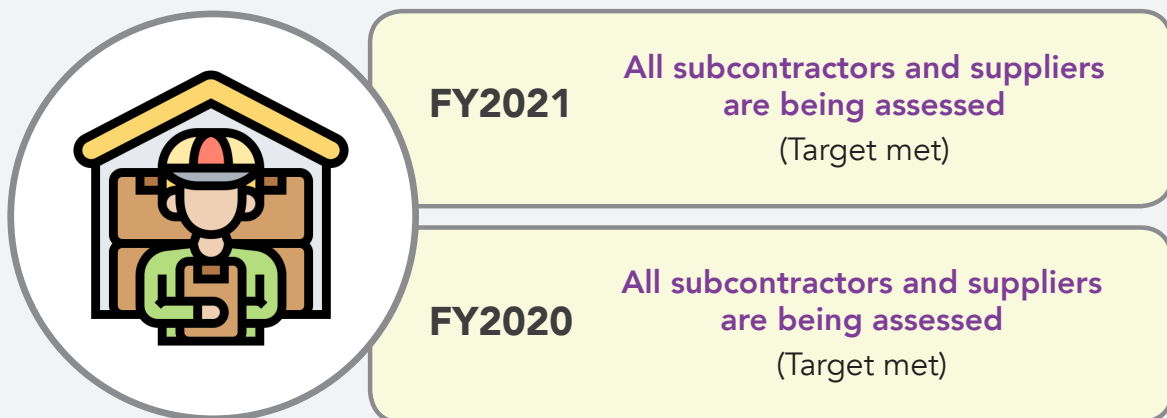 FY2021
All subcontractors and suppliers
are being assessed
(Target met)
FY2020
All subcontractors and suppliers
are being assessed
(Target met)